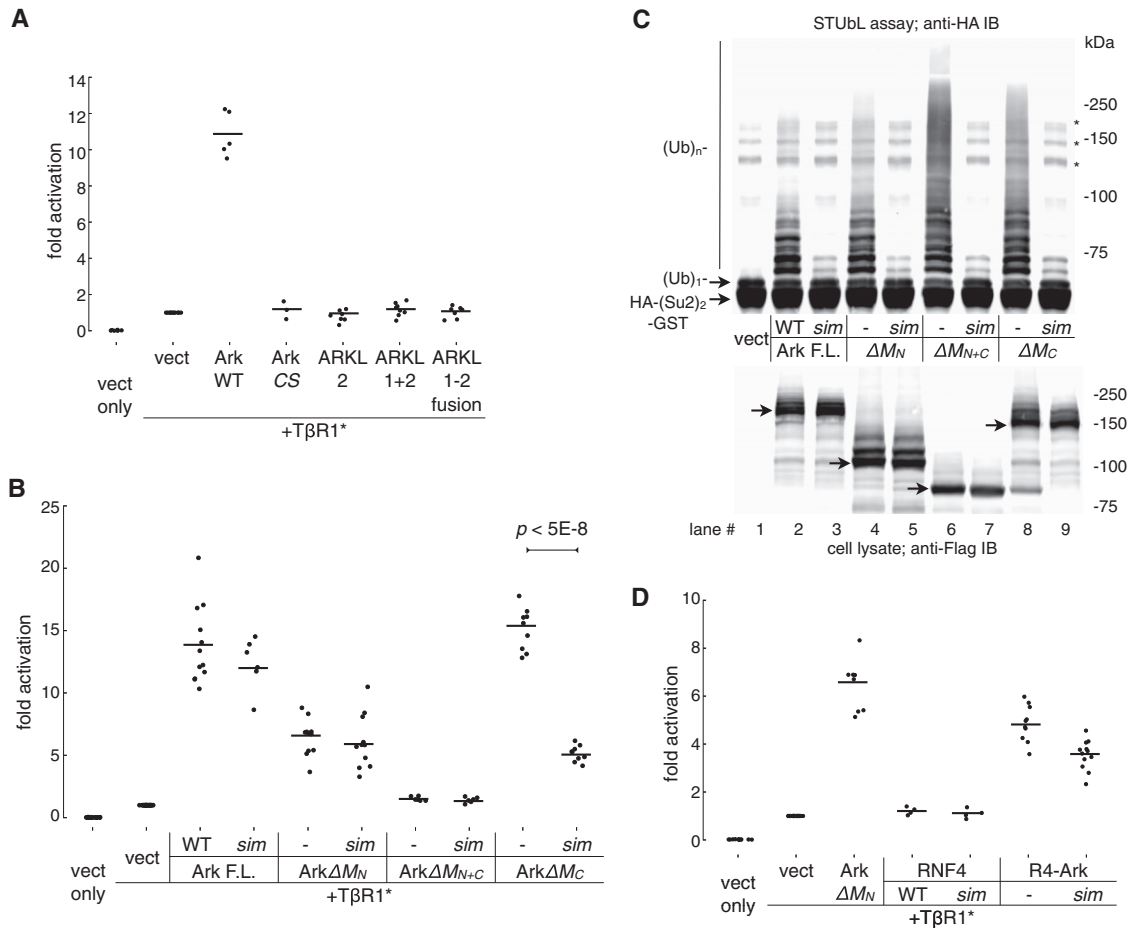 A
fold activation
14
12
10
8
6
4
2
0
vect only
vect
Ark WT
Ark CS
ARKL 2
ARKL 1+2
ARKL 1-2 fusion
+TβR1*
B
fold activation
25
20
15
10
5
0
p < 5E-8
vect only
vect
WT sim
Ark F.L.
- sim
ArkΔMN
- sim
ArkΔMN+C
- sim
ArkΔMC
+TβR1*
C
STUbL assay; anti-HA IB
kDa
-250
*
-150
*
*
-100
-75
(Ub)n-
(Ub)1-
HA-(Su2)2
-GST
vect
WT sim - sim - sim - sim
Ark F.L. ΔMN ΔMN+C ΔMC
-250
-150
-100
-75
lane # 1 2 3 4 5 6 7 8 9
cell lysate; anti-Flag IB
D
fold activation
10
8
6
4
2
0
vect only
vect
Ark ΔMN
RNF4
WT sim
R4-Ark
- sim
+TβR1*